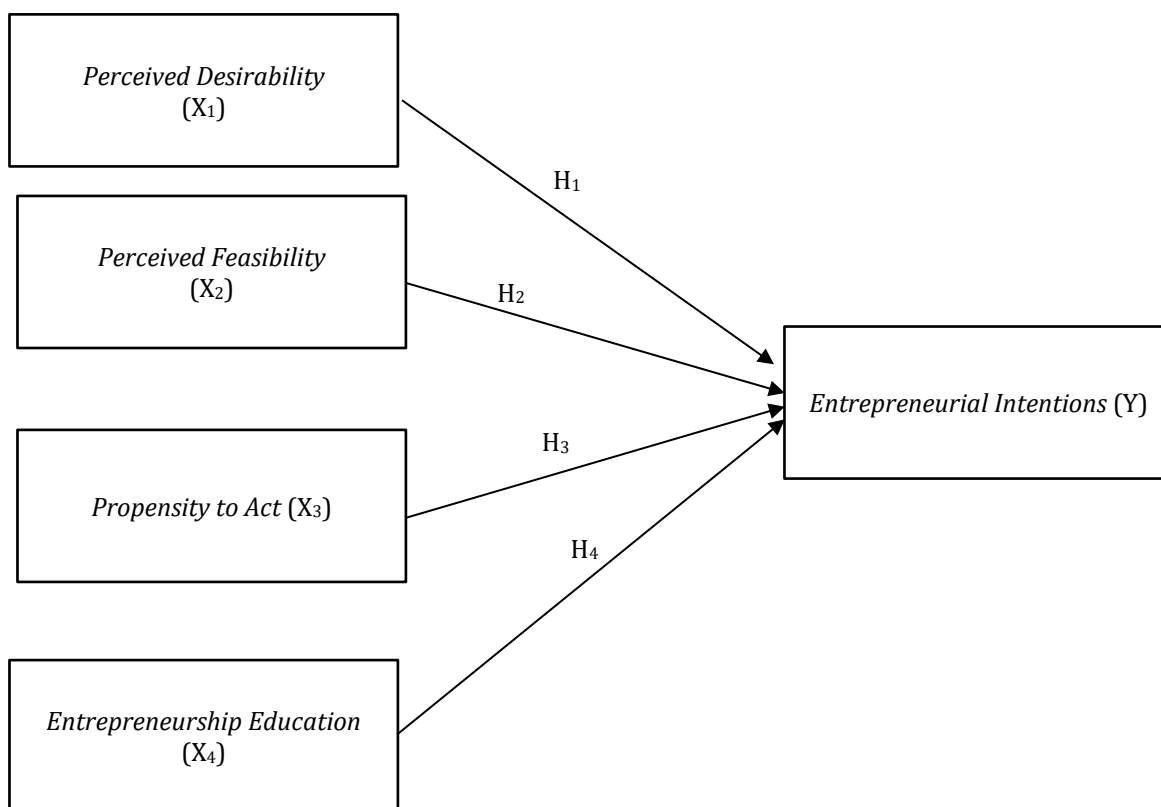 Perceived Desirability
(X₁)
H₁
Perceived Feasibility
(X₂)
H₂
Entrepreneurial Intentions (Y)
H₃
Propensity to Act (X₃)
H₄
Entrepreneurship Education
(X₄)